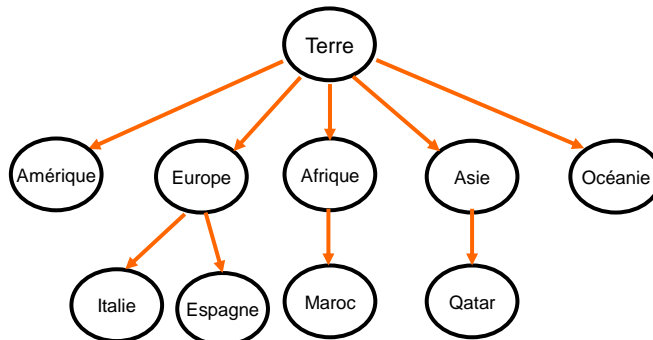 Terre
Amérique
Europe
Afrique
Asie
Océanie
Italie
Espagne
Maroc
Qatar